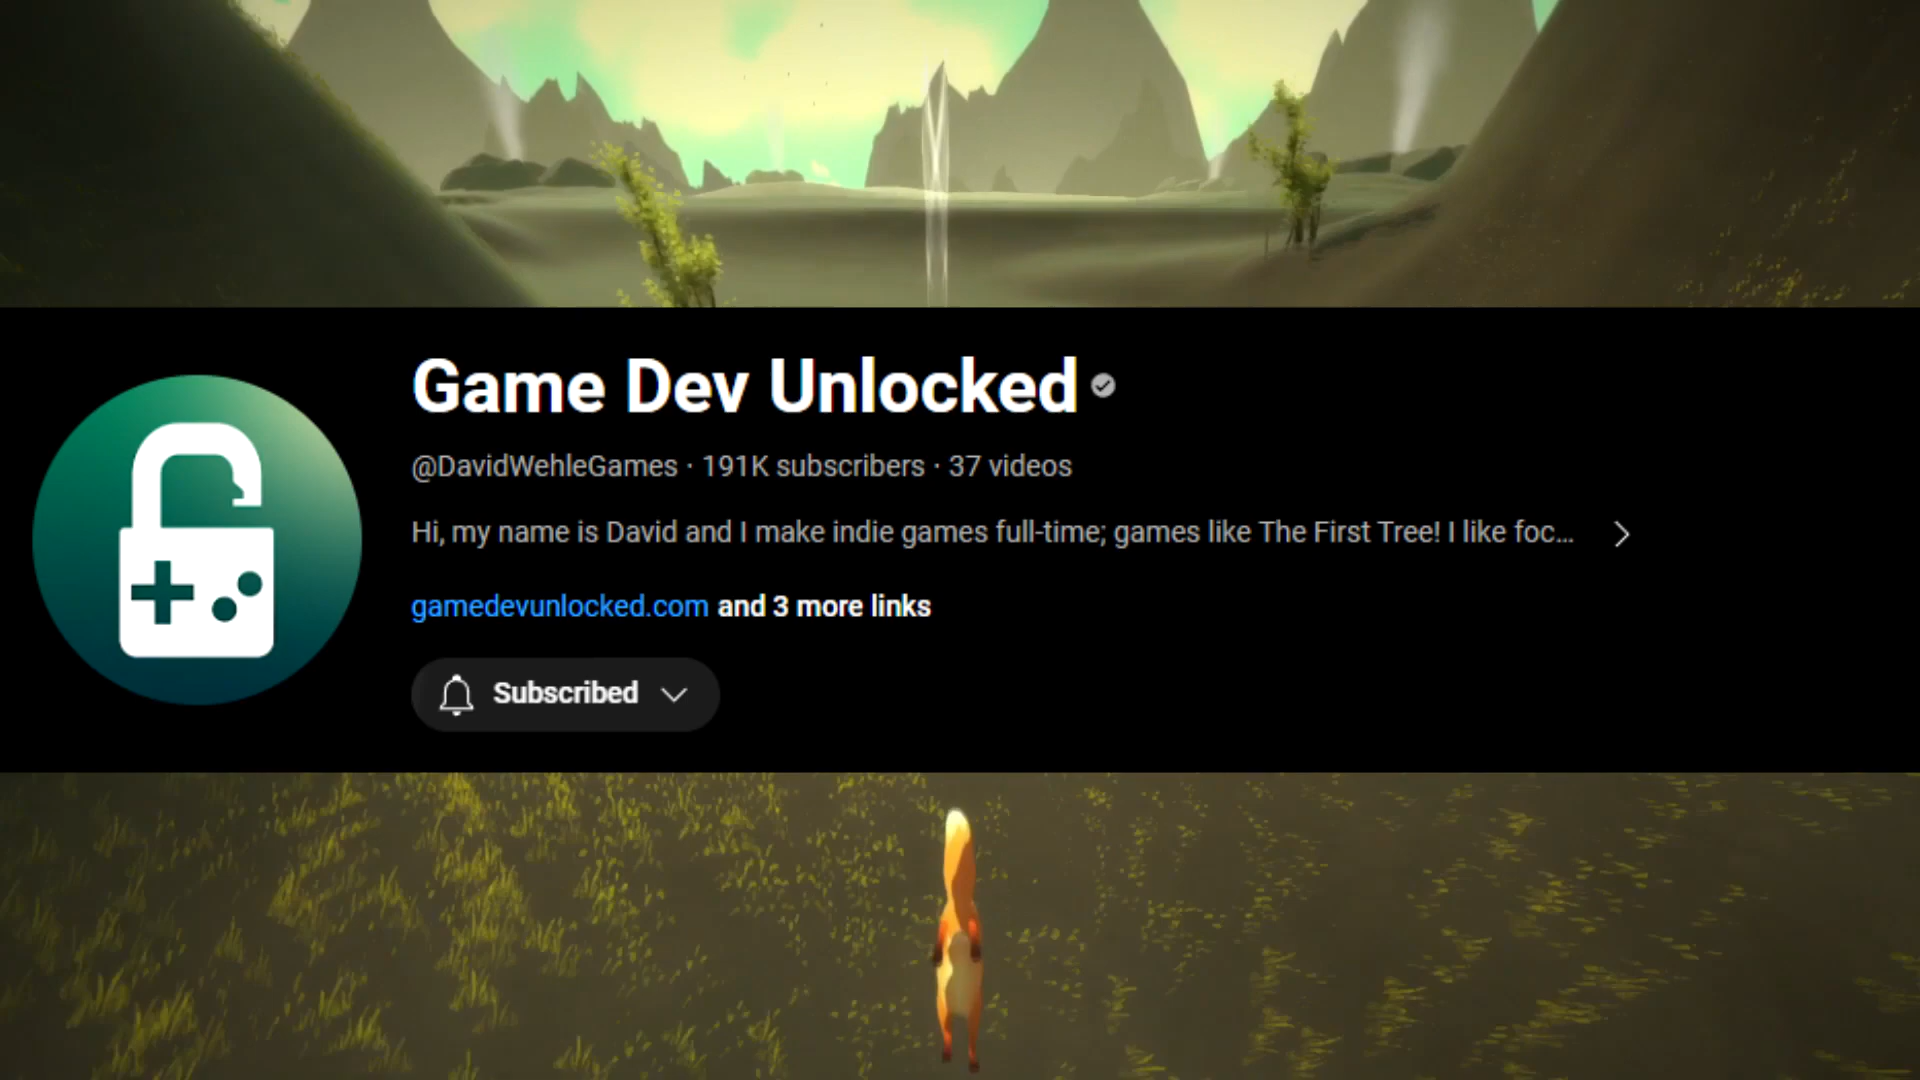 Game Dev Unlocked
@DavidWehleGames · 191K subscribers · 37 videos
Hi, my name is David and I make indie games full-time; games like The First Tree! I like foc...
gamedevunlocked.com and 3 more links
Subscribed